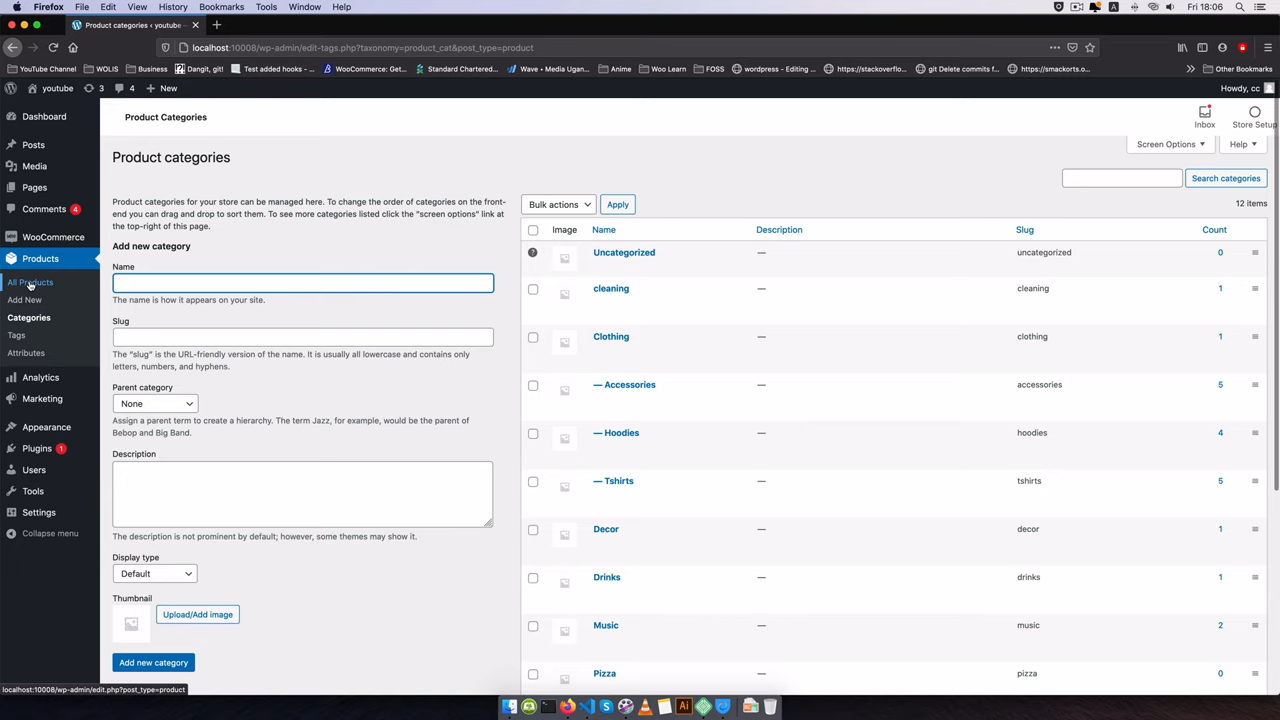 Firefox File Edit View History Bookmarks Tools Window Help Fri 18:06
Product categories ‹ youtube —
localhost:10008/wp-admin/edit-tags.php?taxonomy=product_cat&post_type=product
YouTube Channel WOLIS Business Dangit, git! Test added hooks - ... WooCommerce: Get... Standard Chartered... Wave • Media Ugan... Anime Woo Learn FOSS wordpress - Editing ... https://stackoverflo... git Delete commits f... https://smackorts.o... Other Bookmarks
youtube 3 4 New Howdy, cc
Dashboard
Posts
Media
Pages
Comments 4
WooCommerce
Products
All Products
Add New
Categories
Tags
Attributes
Analytics
Marketing
Appearance
Plugins 1
Users
Tools
Settings
Collapse menu
Product Categories
Inbox
Store Setup
Screen Options
Help
Product categories
Search categories
Product categories for your store can be managed here. To change the order of categories on the front-
end you can drag and drop to sort them. To see more categories listed click the "screen options" link at
the top-right of this page.
Add new category
Name
The name is how it appears on your site.
Slug
The “slug” is the URL-friendly version of the name. It is usually all lowercase and contains only
letters, numbers, and hyphens.
Parent category
None
Assign a parent term to create a hierarchy. The term Jazz, for example, would be the parent of
Bebop and Big Band.
Description
The description is not prominent by default; however, some themes may show it.
Display type
Default
Thumbnail
Upload/Add image
Add new category
Bulk actions Apply 12 items
Image Name Description Slug Count
Uncategorized — uncategorized 0
cleaning — cleaning 1
Clothing — clothing 1
— Accessories — accessories 5
— Hoodies — hoodies 4
— Tshirts — tshirts 5
Decor — decor 1
Drinks — drinks 1
Music — music 2
Pizza — pizza 0
localhost:10008/wp-admin/edit.php?post_type=product
Ai